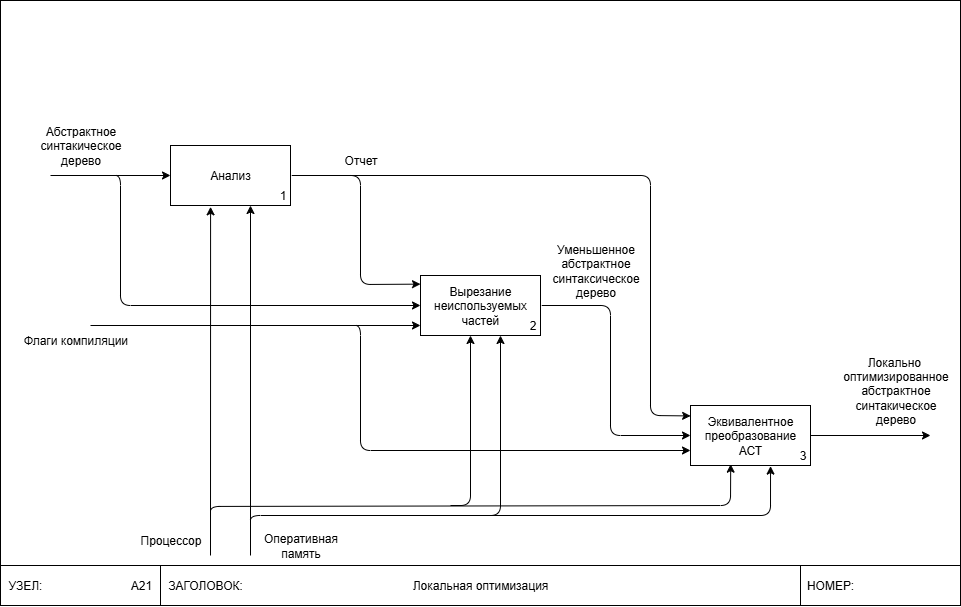 Абстрактное
синтакическое
дерево
Анализ
1
Отчет
Уменьшенное
абстрактное
синтаксическое
дерево
Вырезание
неиспользуемых
частей
2
Флаги компиляции
Локально
оптимизированное
абстрактное
синтакическое
дерево
Эквивалентное
преобразование
АСТ
3
Процессор
Оперативная
память
УЗЕЛ:
А21
ЗАГОЛОВОК:
Локальная оптимизация
НОМЕР: